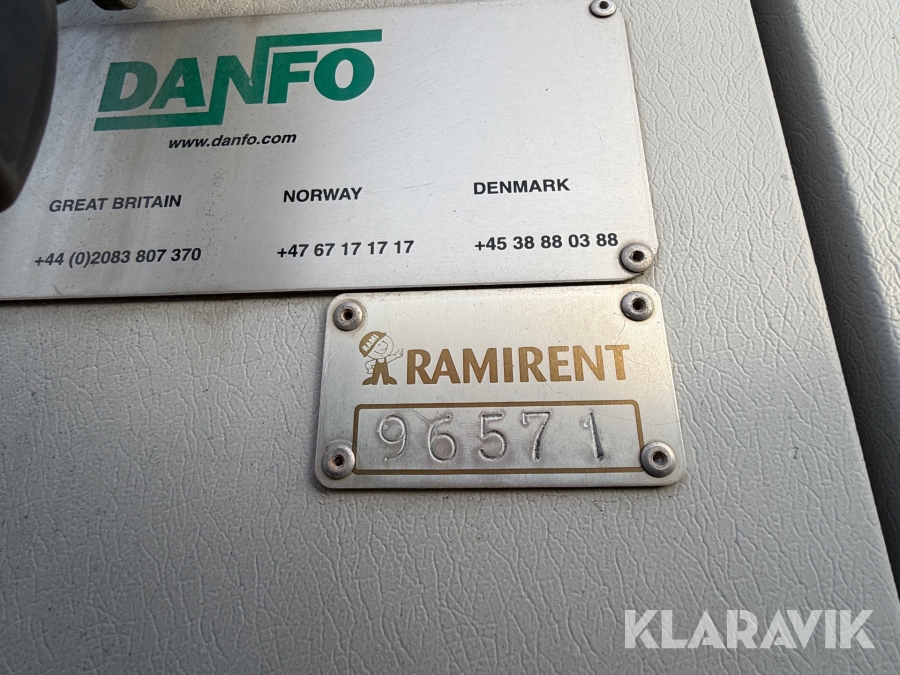 DANFO
www.danfo.com
GREAT BRITAIN NORWAY DENMARK
+44 (0)2083 807 370 +47 67 17 17 17 +45 38 88 03 88
RAMI
RAMIRENT
96571
KLARAVIK